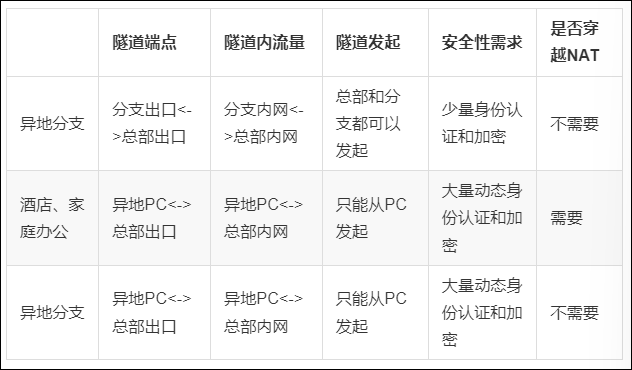 隧道端点 隧道内流量 隧道发起 安全性需求 是否穿
越NAT
异地分支 分支出口<-
>总部出口 分支内网<-
>总部内网 总部和分
支都可以
发起 少量身份认
证和加密 不需要
酒店、家
庭办公 异地PC<->
总部出口 异地PC<->
总部内网 只能从PC
发起 大量动态身
份认证和加
密 需要
异地分支 异地PC<->
总部出口 异地PC<->
总部内网 只能从PC
发起 大量动态身
份认证和加
密 不需要